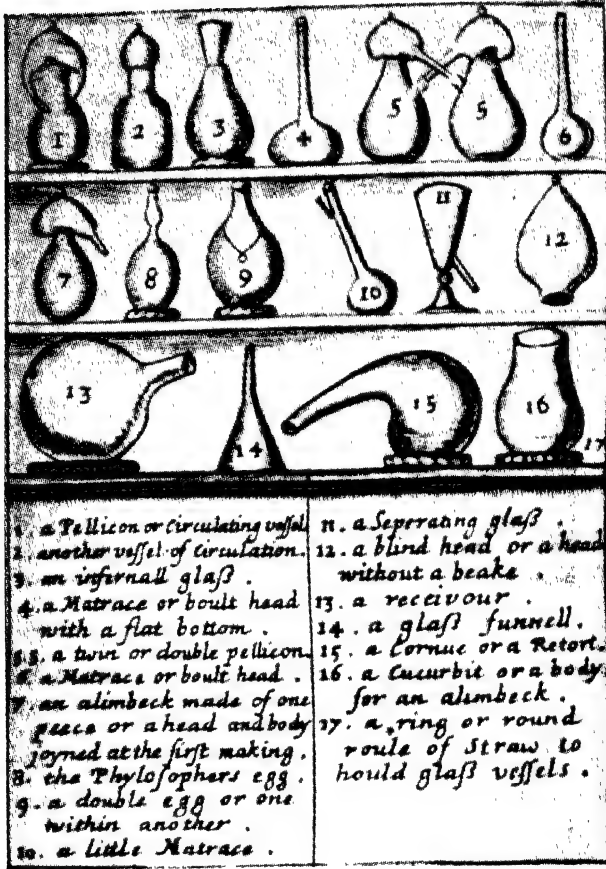 1 2 3 4 5 5 6
7 8 9 10 11 12
13 14 15 16 17
1. a Pellicon or Circulating veſſel
2 another veſſel of Circulation.
3. an infirnall glaß.
4. a Matrace or boult head
with a flat bottom.
5.5. a twin or double pellicon.
6. a Matrace or boult head.
7. an alimbeck made of one
peece or a head and body
joyned at the firſt making.
8. the Phyloſophers egg.
9. a double egg or one
within another.
10. a little Matrace.
11. a Seperating glaß.
12. a blind head or a head
without a beake.
13. a receivour.
14. a glaß funnell.
15. a Cornue or a Retort.
16. a Cucurbit or a body
for an alimbeck.
17. a ring or round
roule of Straw to
hould glaß veſſels.